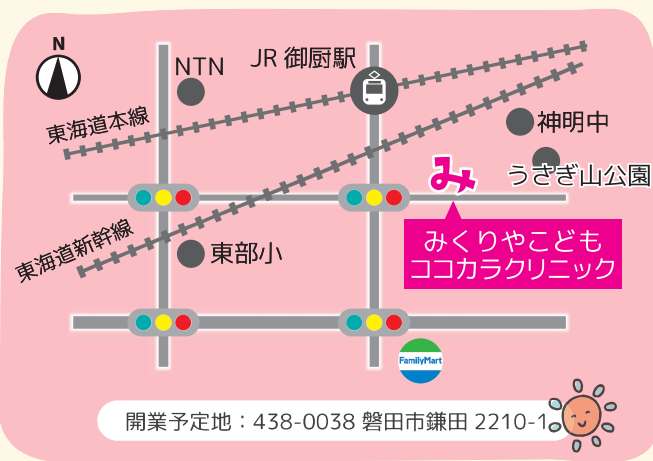 N
NTN
JR 御厨駅
東海道本線
神明中
うさぎ山公園
み
みくりやこども
ココカラクリニック
東海道新幹線
東部小
FamilyMart
開業予定地：438-0038 磐田市鎌田 2210-1